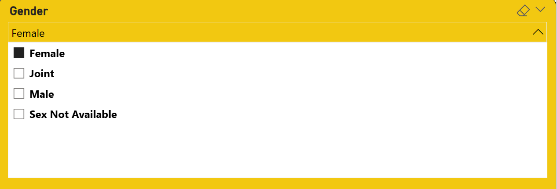 Gender
Female
Female
Joint
Male
Sex Not Available